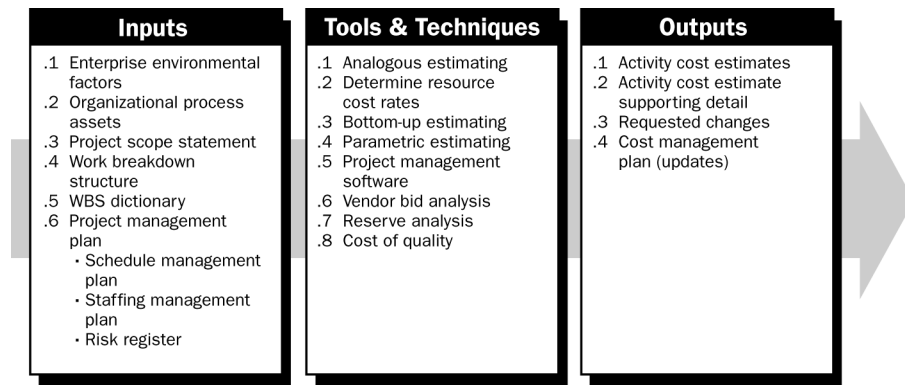 Inputs
.1 Enterprise environmental
factors
.2 Organizational process
assets
.3 Project scope statement
.4 Work breakdown
structure
.5 WBS dictionary
.6 Project management
plan
· Schedule management
plan
· Staffing management
plan
· Risk register
Tools & Techniques
.1 Analogous estimating
.2 Determine resource
cost rates
.3 Bottom-up estimating
.4 Parametric estimating
.5 Project management
software
.6 Vendor bid analysis
.7 Reserve analysis
.8 Cost of quality
Outputs
.1 Activity cost estimates
.2 Activity cost estimate
supporting detail
.3 Requested changes
.4 Cost management
plan (updates)